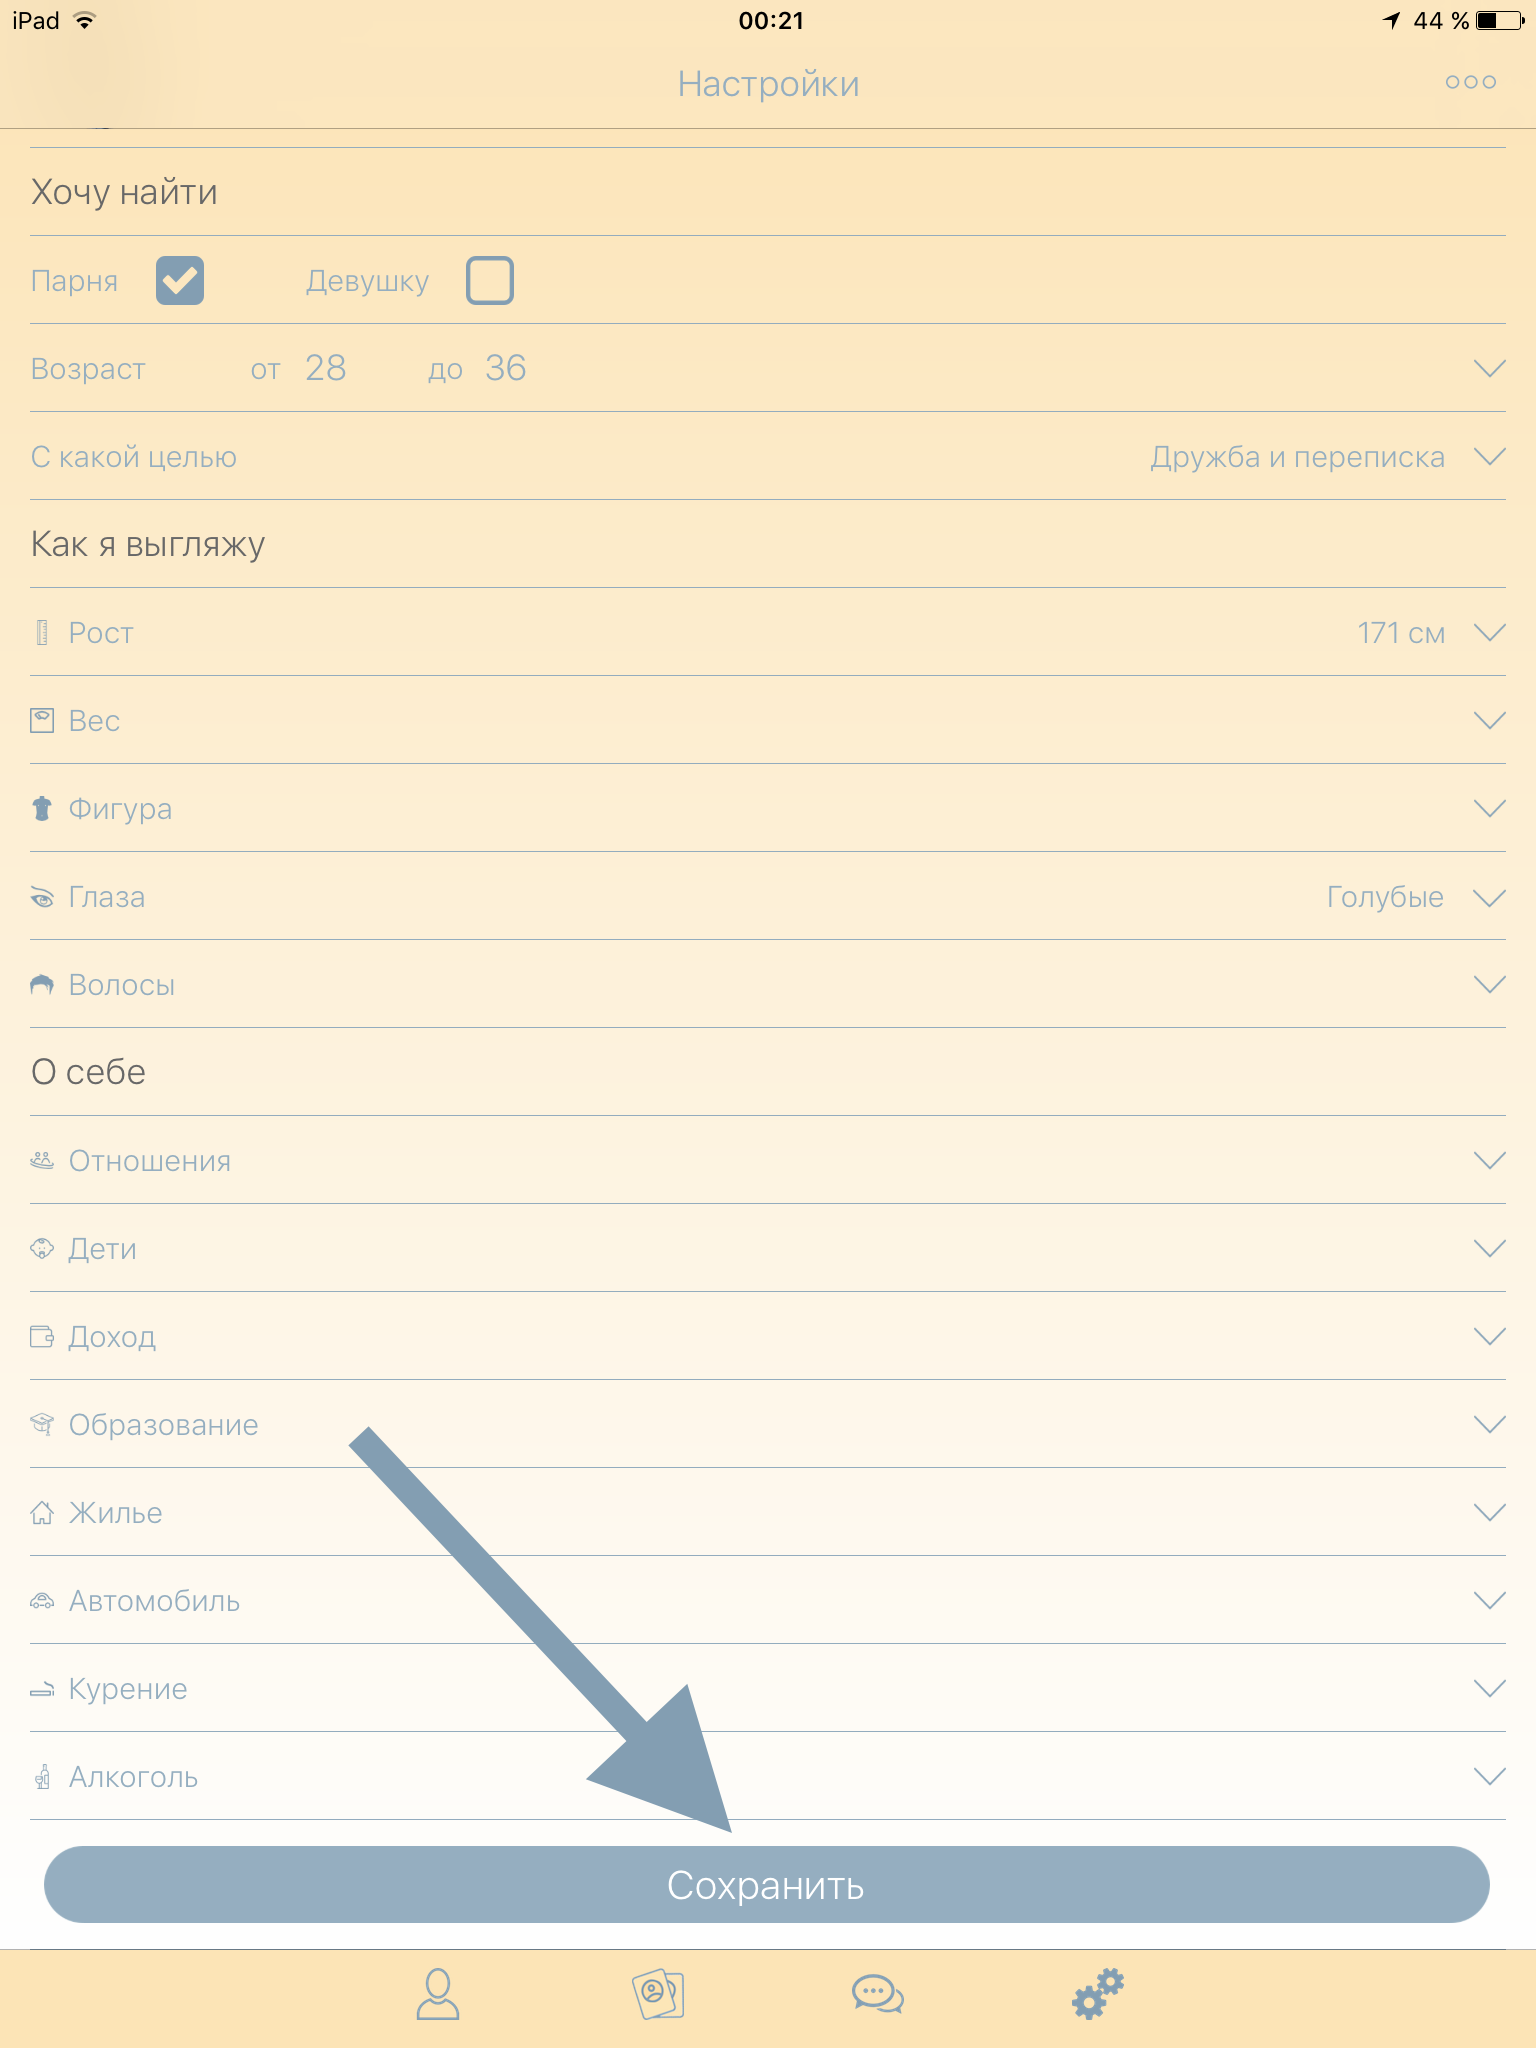 iPad 00:21 44 %
Настройки
Хочу найти
Парня Девушку
Возраст от 28 до 36
С какой целью Дружба и переписка
Как я выгляжу
Рост 171 см
Вес
Фигура
Глаза Голубые
Волосы
О себе
Отношения
Дети
Доход
Образование
Жилье
Автомобиль
Курение
Алкоголь
Сохранить